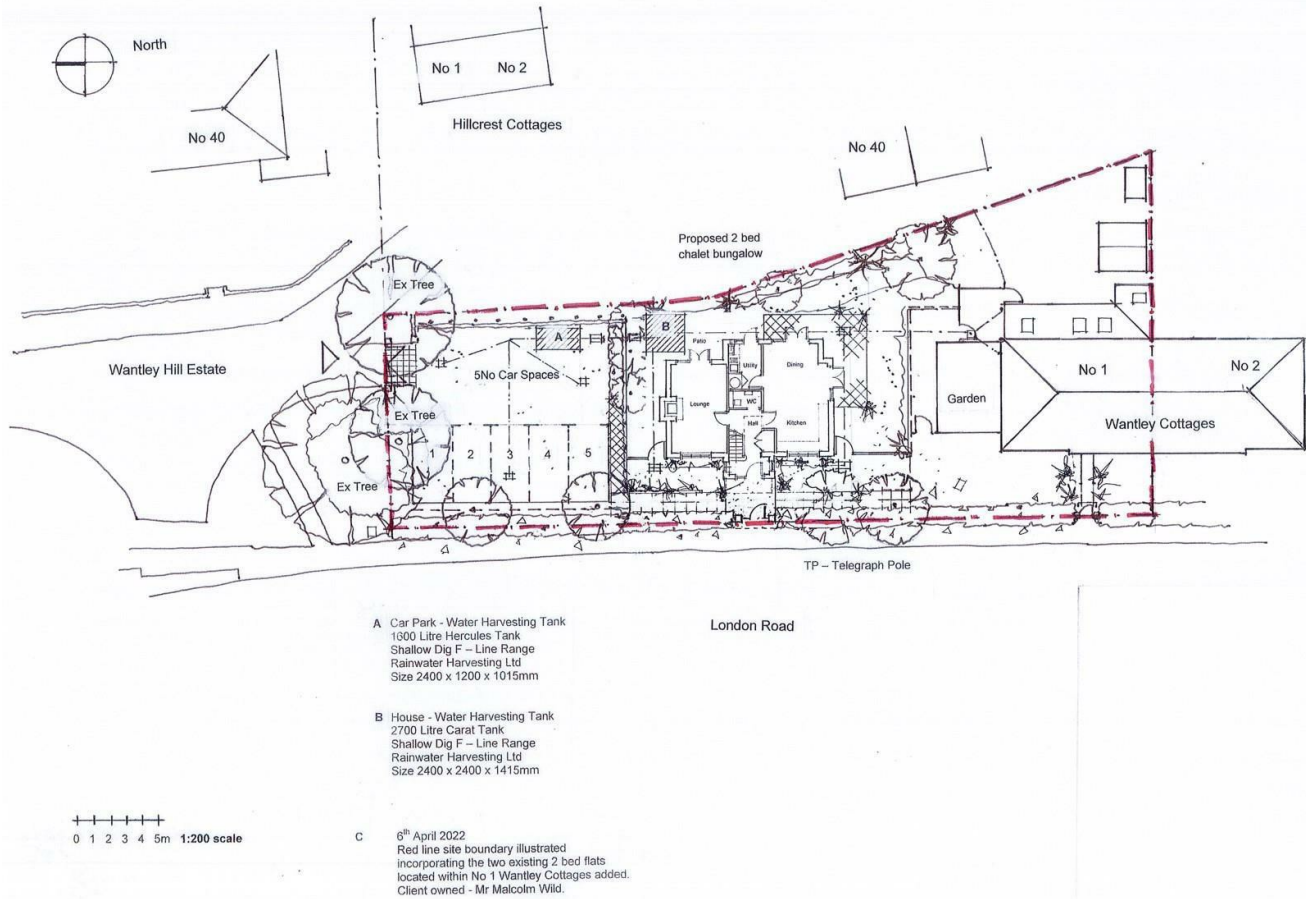 North
No 1 No 2
Hillcrest Cottages
No 40
No 40
Proposed 2 bed
chalet bungalow
Ex Tree
A
B
Patio
Wantley Hill Estate
5No Car Spaces
Utility
Dining
Lounge
WC
Hall
Kitchen
Garden
No 1 No 2
Wantley Cottages
Ex Tree
1 2 3 4 5
Ex Tree
TP – Telegraph Pole
London Road
A Car Park - Water Harvesting Tank
1600 Litre Hercules Tank
Shallow Dig F – Line Range
Rainwater Harvesting Ltd
Size 2400 x 1200 x 1015mm
B House - Water Harvesting Tank
2700 Litre Carat Tank
Shallow Dig F – Line Range
Rainwater Harvesting Ltd
Size 2400 x 2400 x 1415mm
0 1 2 3 4 5m 1:200 scale
C 6th April 2022
Red line site boundary illustrated
incorporating the two existing 2 bed flats
located within No 1 Wantley Cottages added.
Client owned - Mr Malcolm Wild.